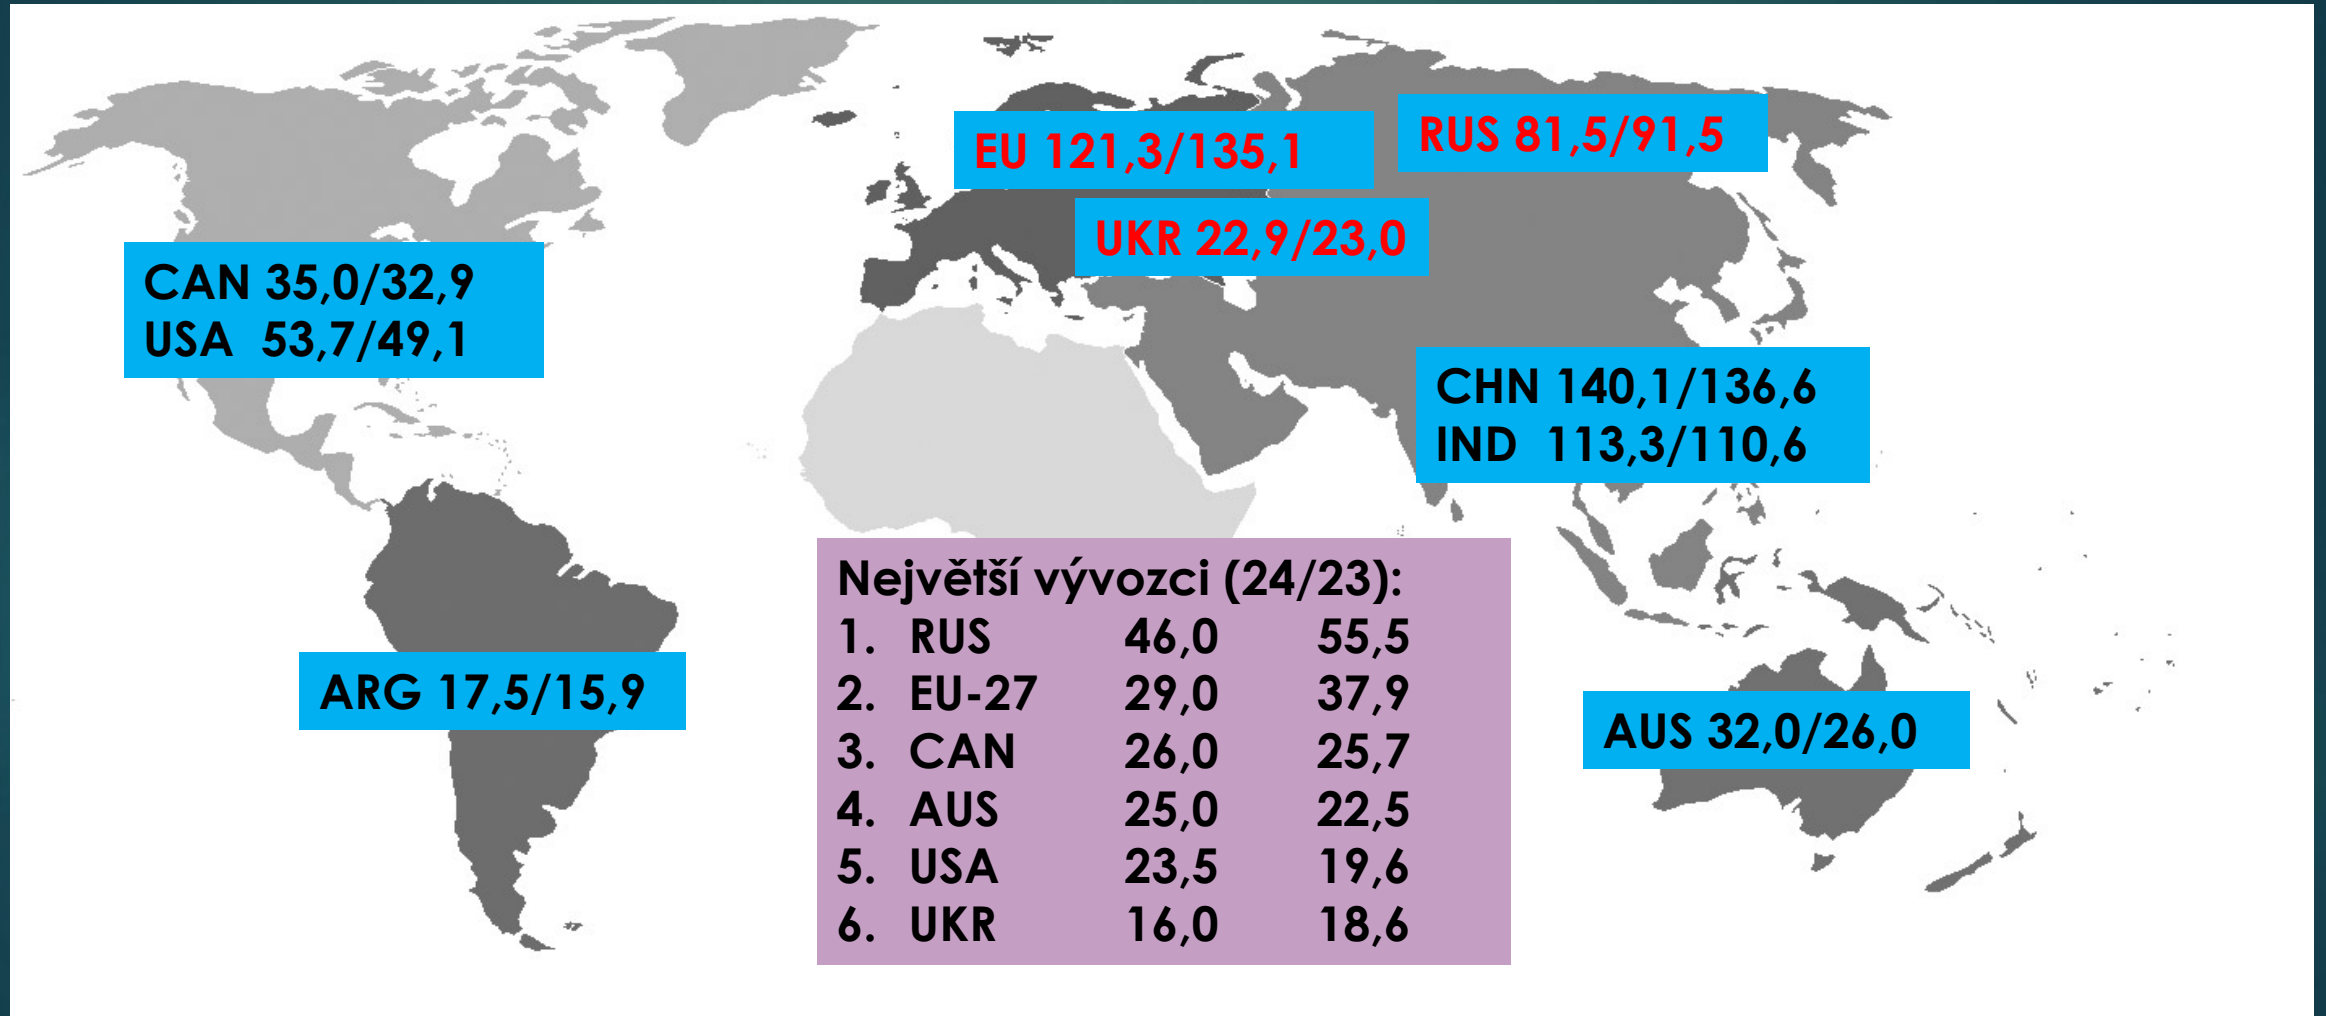 EU 121,3/135,1
RUS 81,5/91,5
UKR 22,9/23,0
CAN 35,0/32,9
USA 53,7/49,1
CHN 140,1/136,6
IND 113,3/110,6
ARG 17,5/15,9
AUS 32,0/26,0
Největší vývozci (24/23):
1. RUS 46,0 55,5
2. EU-27 29,0 37,9
3. CAN 26,0 25,7
4. AUS 25,0 22,5
5. USA 23,5 19,6
6. UKR 16,0 18,6